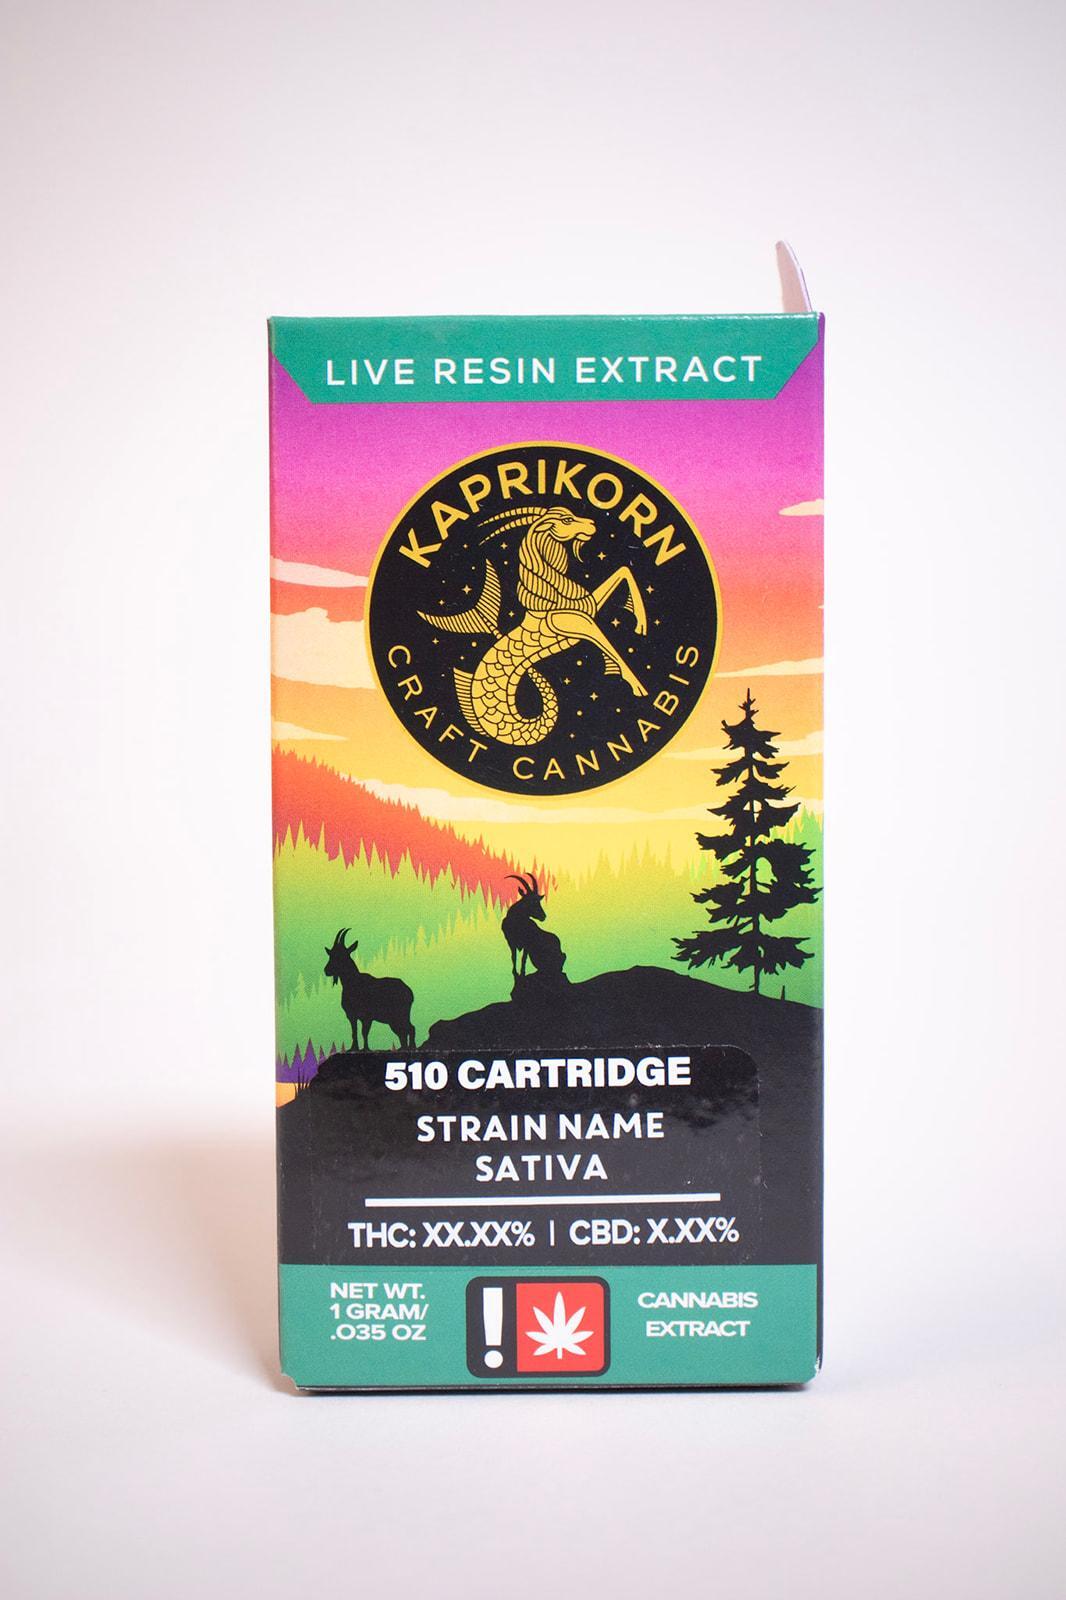 LIVE RESIN EXTRACT
KAPRIKORN
CRAFT CANNABIS
510 CARTRIDGE
STRAIN NAME
SATIVA
THC: XX.XX% | CBD: X.XX%
NET WT.
1 GRAM/
.035 OZ
!
CANNABIS
EXTRACT